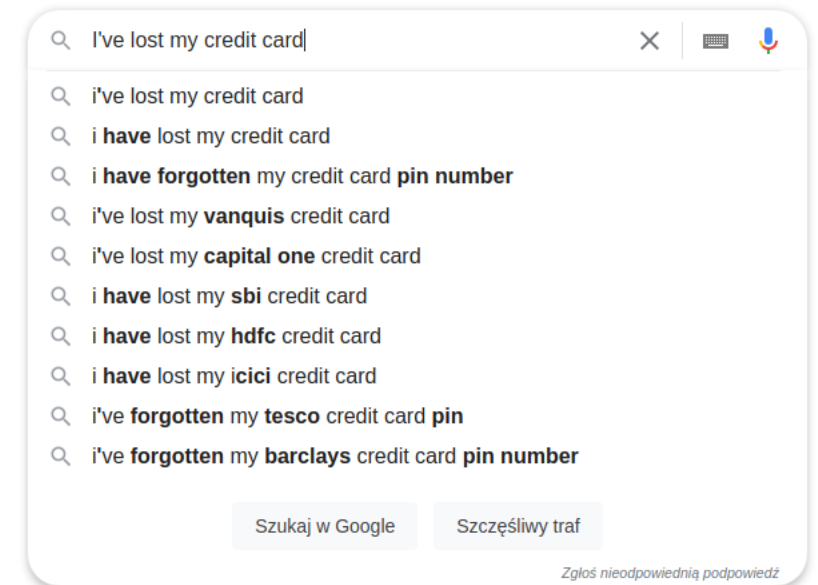 I've lost my credit card
i've lost my credit card
i have lost my credit card
i have forgotten my credit card pin number
i've lost my vanquis credit card
i've lost my capital one credit card
i have lost my sbi credit card
i have lost my hdfc credit card
i have lost my icici credit card
i've forgotten my tesco credit card pin
i've forgotten my barclays credit card pin number
Szukaj w Google Szczęśliwy traf
Zgłoś nieodpowiednią podpowiedź